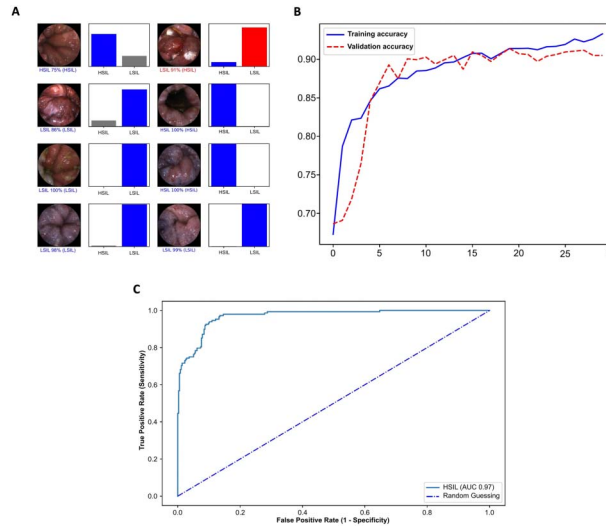 A
HSIL 75% (HSIL)
HSIL LSIL
LSIL 91% (HSIL)
HSIL LSIL
LSIL (LSIL)
HSIL LSIL
HSIL 100% (HSIL)
HSIL LSIL
LSIL 100% (LSIL)
HSIL LSIL
HSIL 100% (HSIL)
HSIL LSIL
LSIL (LSIL)
HSIL LSIL
LSIL 99% (LSIL)
HSIL LSIL
B
Training accuracy
Validation accuracy
0.90
0.85
0.80
0.75
0.70
0 5 10 15 20 25
C
True Positive Rate (Sensitivity)
1.0
0.8
0.6
0.4
0.2
0.0
HSIL (AUC 0.97)
Random Guessing
0.0 0.2 0.4 0.6 0.8 1.0
False Positive Rate (1 - Specificity)